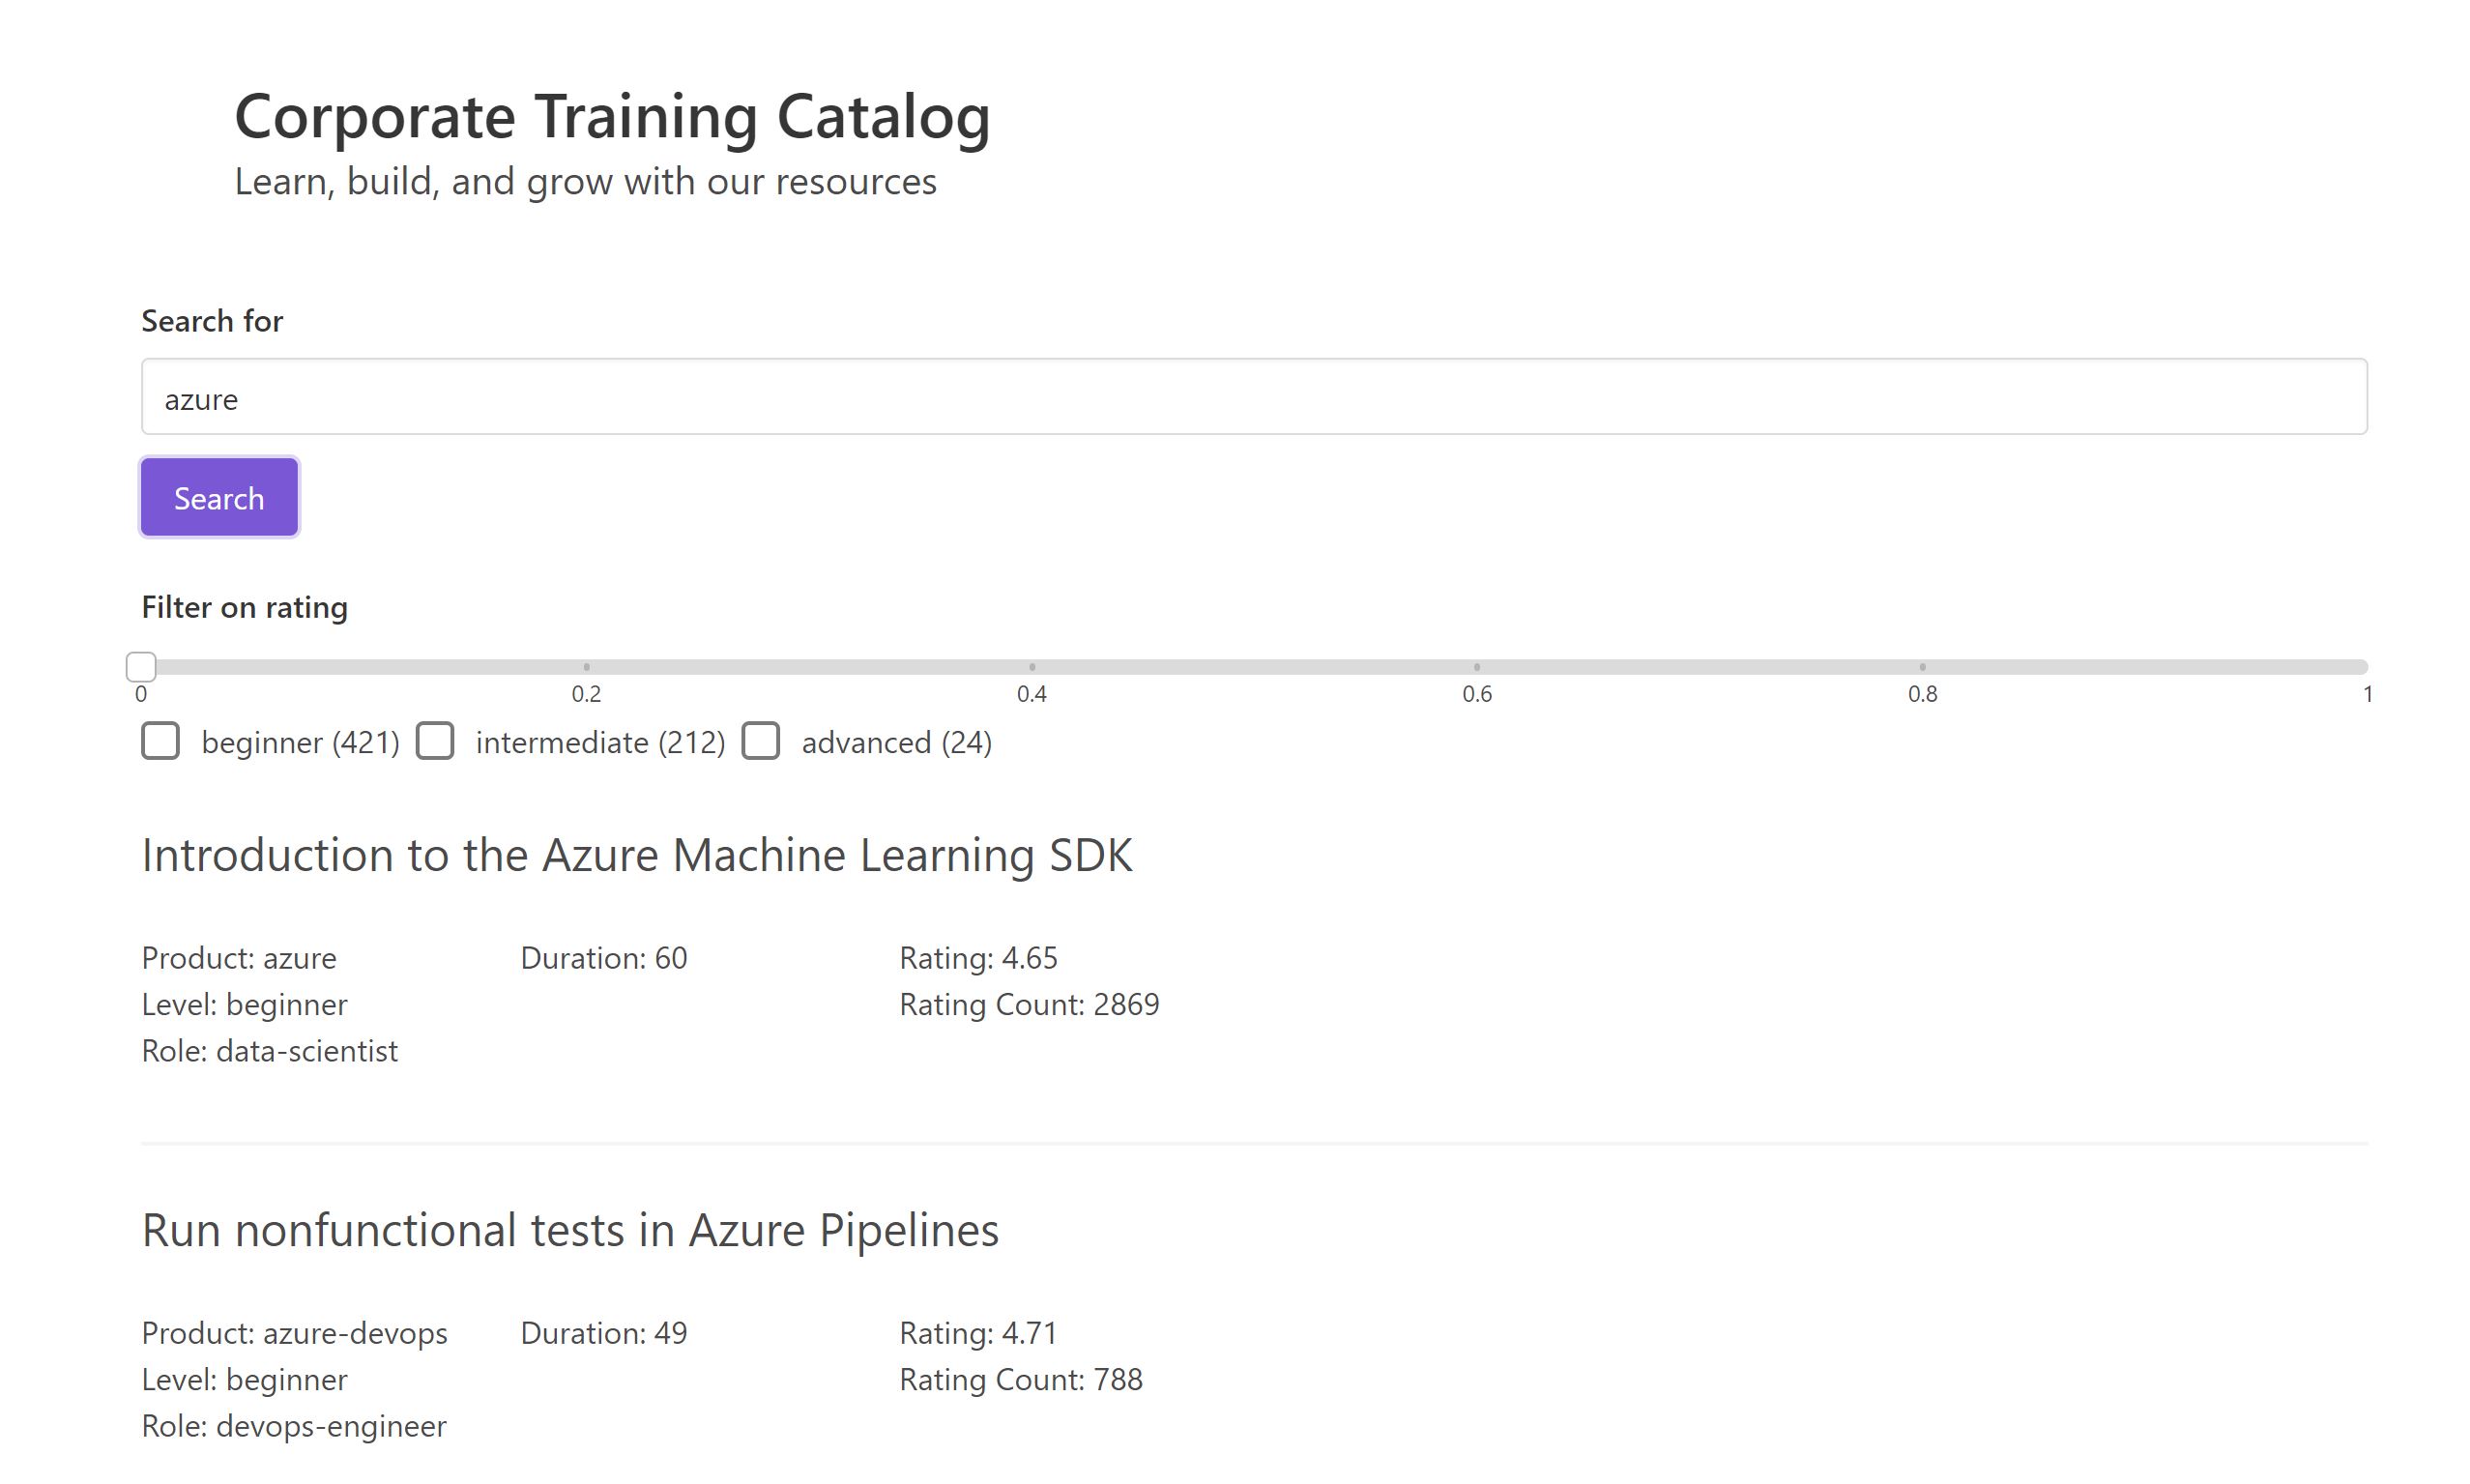 Corporate Training Catalog
Learn, build, and grow with our resources
Search for
azure
Search
Filter on rating
0 0.2 0.4 0.6 0.8 1
beginner (421) intermediate (212) advanced (24)
Introduction to the Azure Machine Learning SDK
Product: azure Duration: 60 Rating: 4.65
Level: beginner Rating Count: 2869
Role: data-scientist
Run nonfunctional tests in Azure Pipelines
Product: azure-devops Duration: 49 Rating: 4.71
Level: beginner Rating Count: 788
Role: devops-engineer